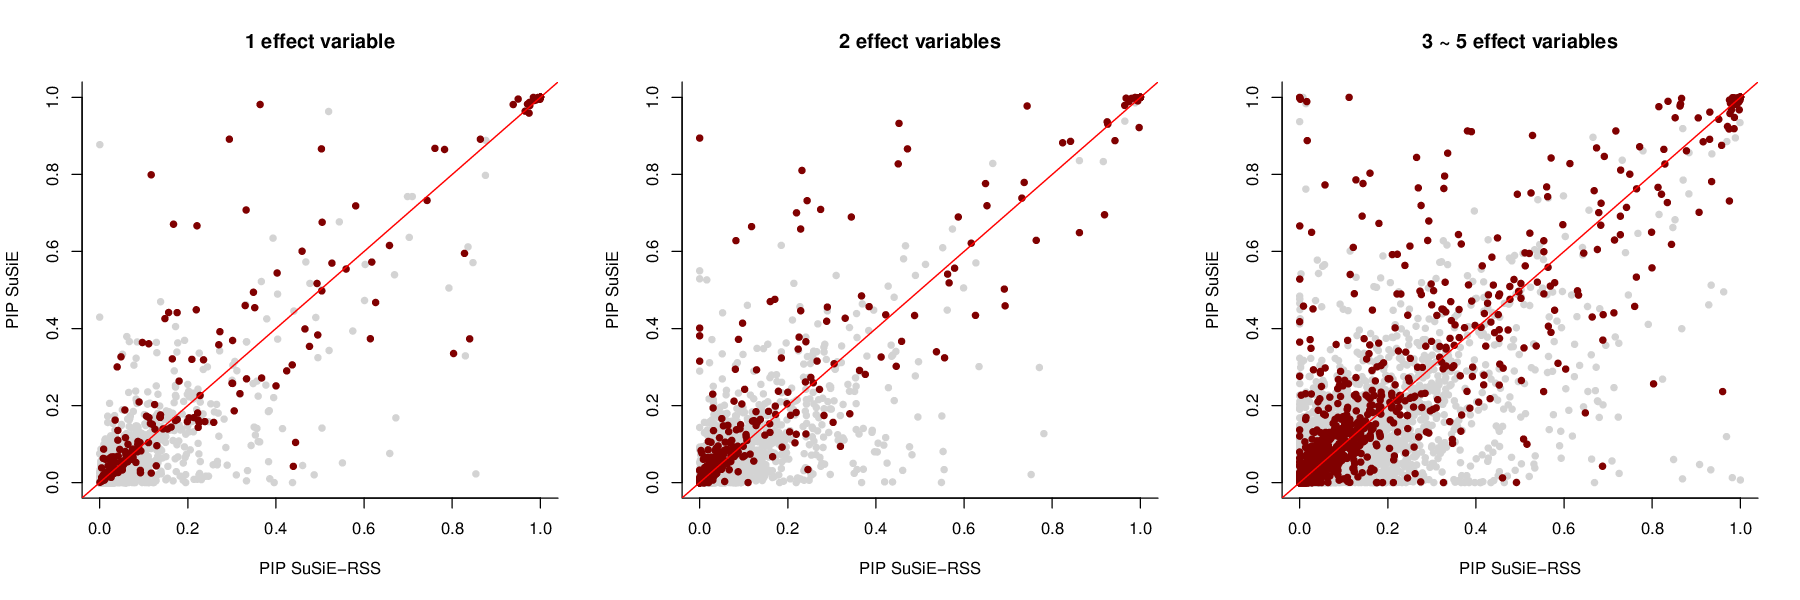 1 effect variable
PIP SuSiE
1.0
0.8
0.6
0.4
0.2
0.0
0.0 0.2 0.4 0.6 0.8 1.0
PIP SuSiE−RSS
2 effect variables
PIP SuSiE
1.0
0.8
0.6
0.4
0.2
0.0
0.0 0.2 0.4 0.6 0.8 1.0
PIP SuSiE−RSS
3 ~ 5 effect variables
PIP SuSiE
1.0
0.8
0.6
0.4
0.2
0.0
0.0 0.2 0.4 0.6 0.8 1.0
PIP SuSiE−RSS